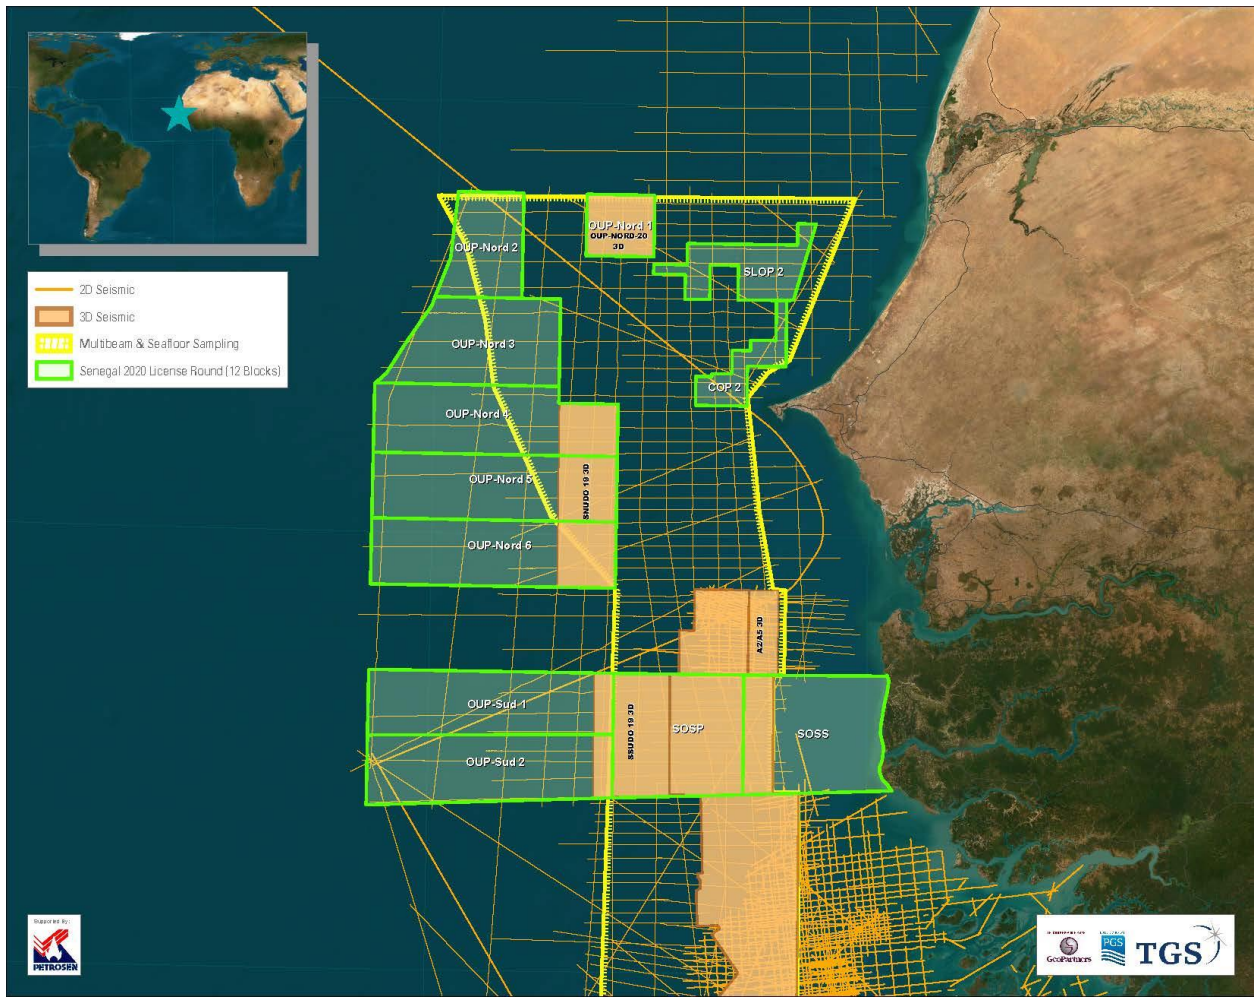 2D Seismic
3D Seismic
Multibeam & Seafloor Sampling
Senegal 2020 License Round (12 Blocks)
OUP-Nord 1
OUP-NORD-20
3D
OUP-Nord 2
SLOP 2
OUP-Nord 3
COP 2
OUP-Nord 4
OUP-Nord 5
SNUDO 19 3D
OUP-Nord 6
A2/A5 3D
OUP-Sud 1
SSUDO 19 3D
SOSP
SOSS
OUP-Sud 2
Supported By:
PETROSEN
GeoPartners
PGS
TGS